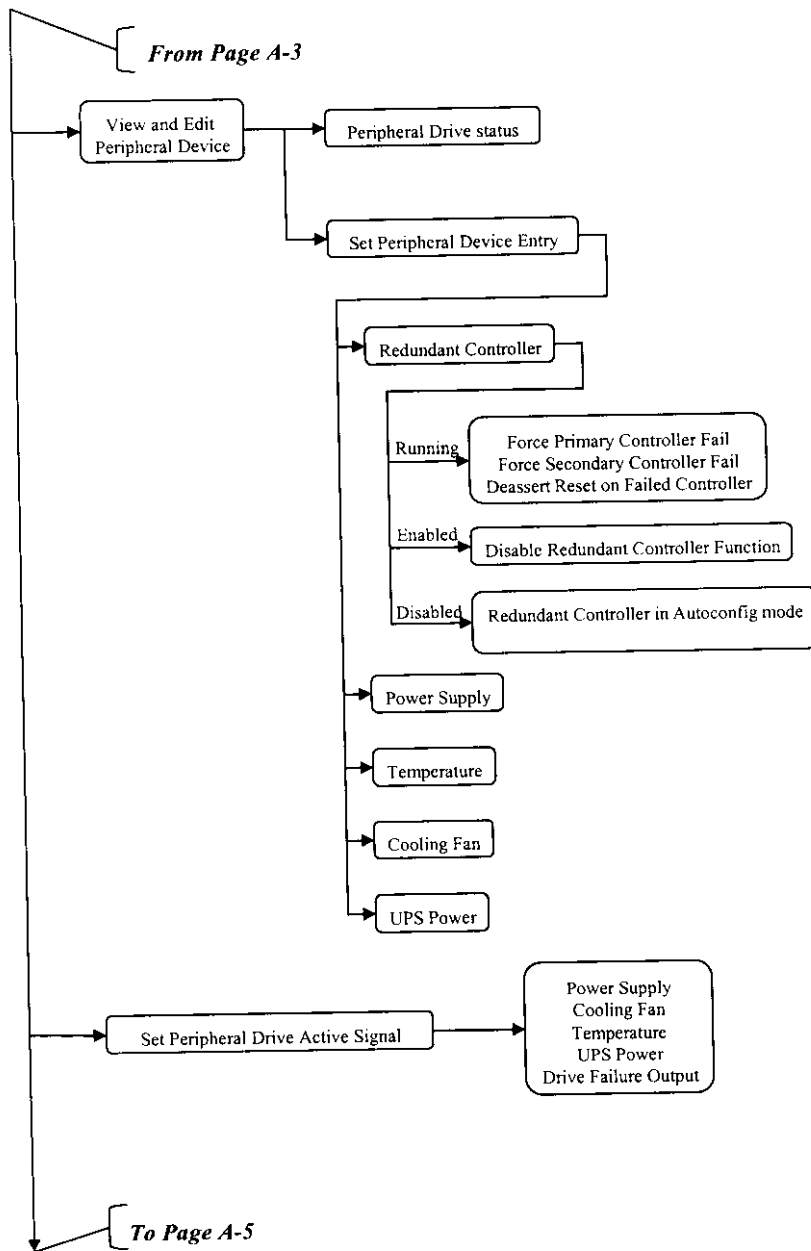 From Page A-3
View and Edit
Peripheral Device
Peripheral Drive status
Set Peripheral Device Entry
Redundant Controller
Running
Force Primary Controller Fail
Force Secondary Controller Fail
Deassert Reset on Failed Controller
Enabled
Disable Redundant Controller Function
Disabled
Redundant Controller in Autoconfig mode
Power Supply
Temperature
Cooling Fan
UPS Power
Set Peripheral Drive Active Signal
Power Supply
Cooling Fan
Temperature
UPS Power
Drive Failure Output
To Page A-5